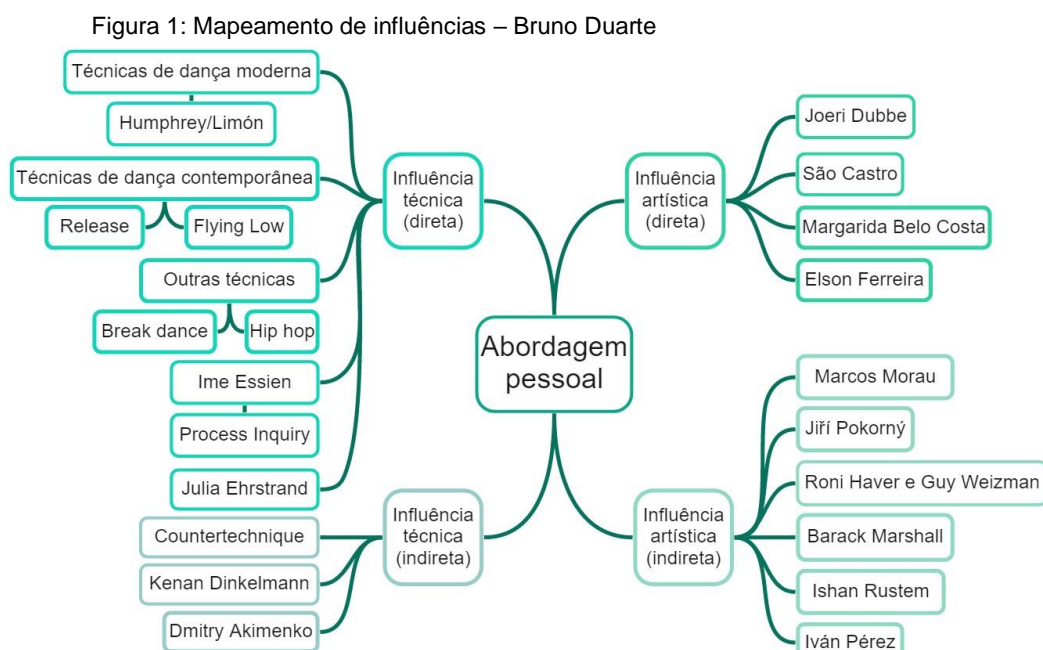 Figura 1: Mapeamento de influências – Bruno Duarte
Técnicas de dança moderna
Humphrey/Limón
Técnicas de dança contemporânea
Release
Flying Low
Outras técnicas
Break dance
Hip hop
Ime Essien
Process Inquiry
Julia Ehrstrand
Influência
técnica
(direta)
Influência
artística
(direta)
Joeri Dubbe
São Castro
Margarida Belo Costa
Elson Ferreira
Abordagem
pessoal
Countertechnique
Kenan Dinkelmann
Dmitry Akimenko
Influência
técnica
(indireta)
Influência
artística
(indireta)
Marcos Morau
Jiří Pokorný
Roni Haver e Guy Weizman
Barack Marshall
Ishan Rustem
Iván Pérez